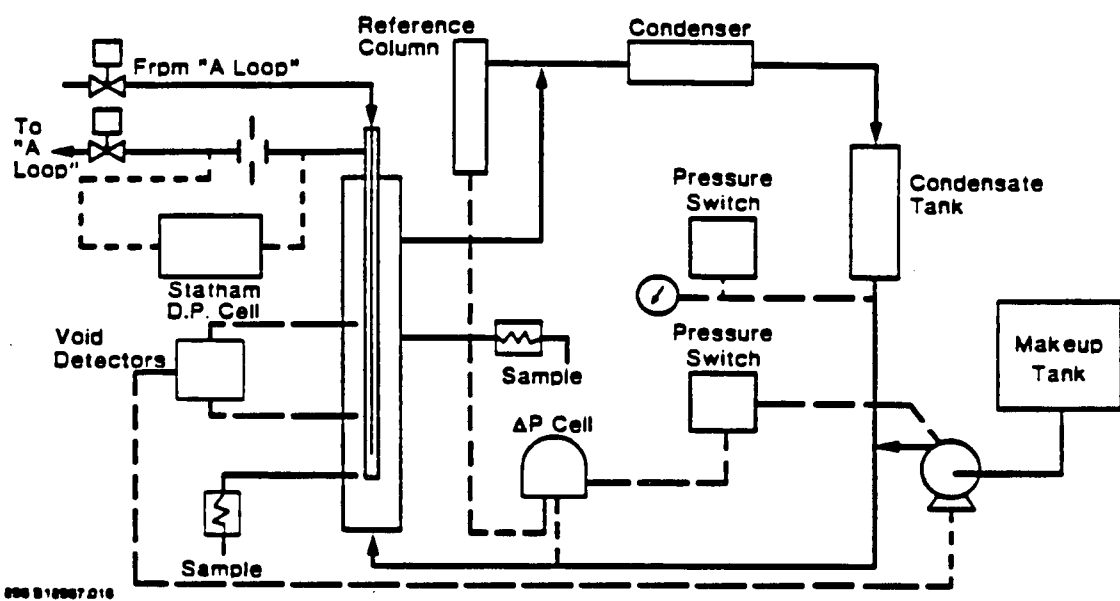 Reference
Column
Condenser
Frpm "A Loop"
To
"A
Loop"
Pressure
Switch
Condensate
Tank
Statham
D.P. Cell
Void
Detectors
Pressure
Switch
Makeup
Tank
Sample
ΔP Cell
Sample